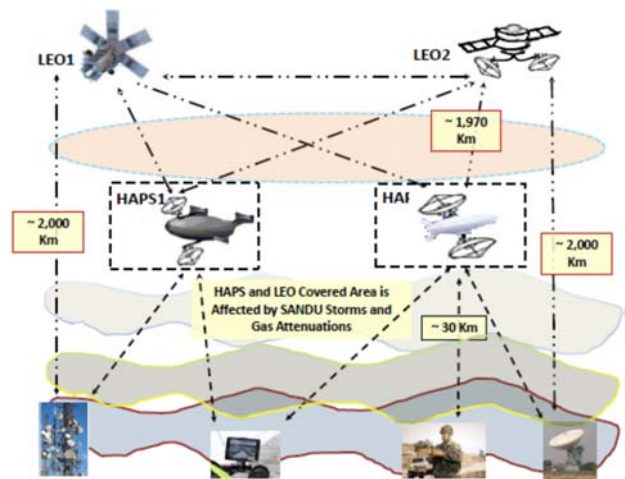 LEO1
LEO2
~ 1,970
Km
HAPS1
HAP
~ 2,000
Km
~ 2,000
Km
HAPS and LEO Covered Area is
Affected by SANDU Storms and
Gas Attenuations
~ 30 Km